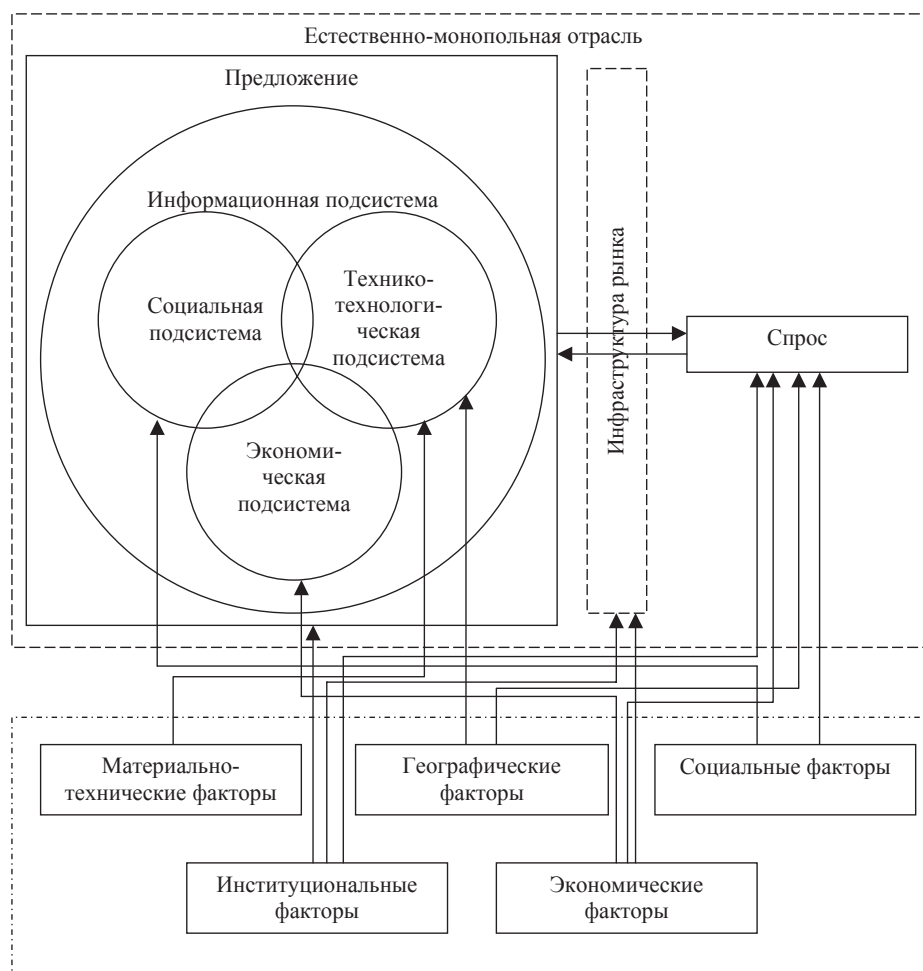 Естественно-монопольная отрасль
Предложение
Информационная подсистема
Социальная
подсистема
Технико-
технологи-
ческая
подсистема
Экономи-
ческая
подсистема
Инфраструктура рынка
Спрос
Материально-
технические факторы
Географические
факторы
Социальные факторы
Институциональные
факторы
Экономические
факторы